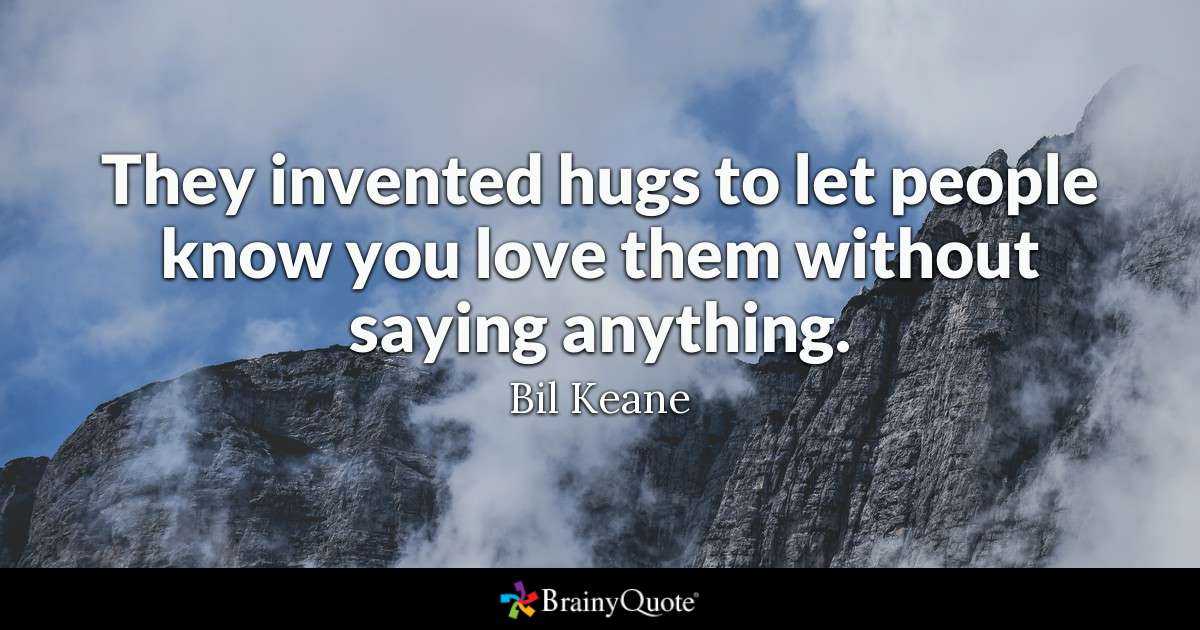 They invented hugs to let people
know you love them without
saying anything.
Bil Keane
BrainyQuote®